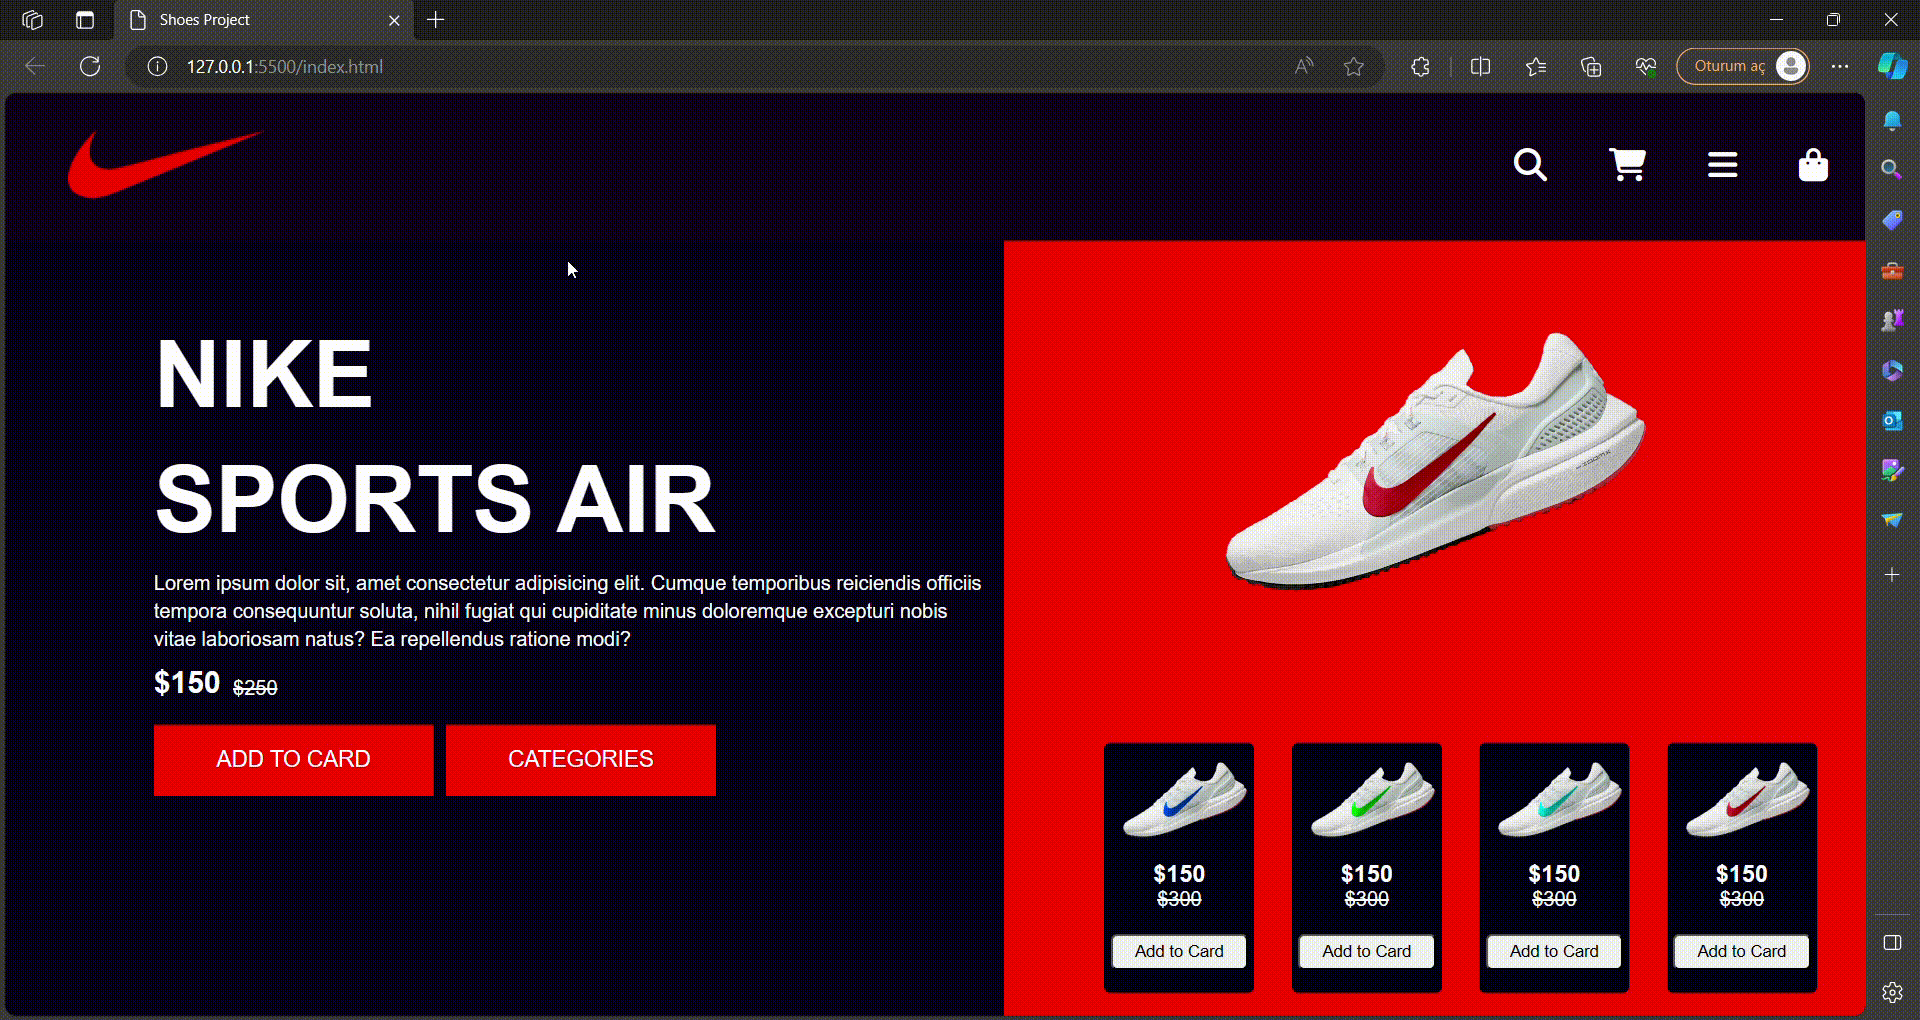 Shoes Project
127.0.0.1:5500/index.html
Oturum aç
NIKE
SPORTS AIR
Lorem ipsum dolor sit, amet consectetur adipisicing elit. Cumque temporibus reiciendis officiis
tempora consequuntur soluta, nihil fugiat qui cupiditate minus doloremque excepturi nobis
vitae laboriosam natus? Ea repellendus ratione modi?
$150 $250
ADD TO CARD CATEGORIES
$150 $150 $150 $150
$300 $300 $300 $300
Add to Card Add to Card Add to Card Add to Card